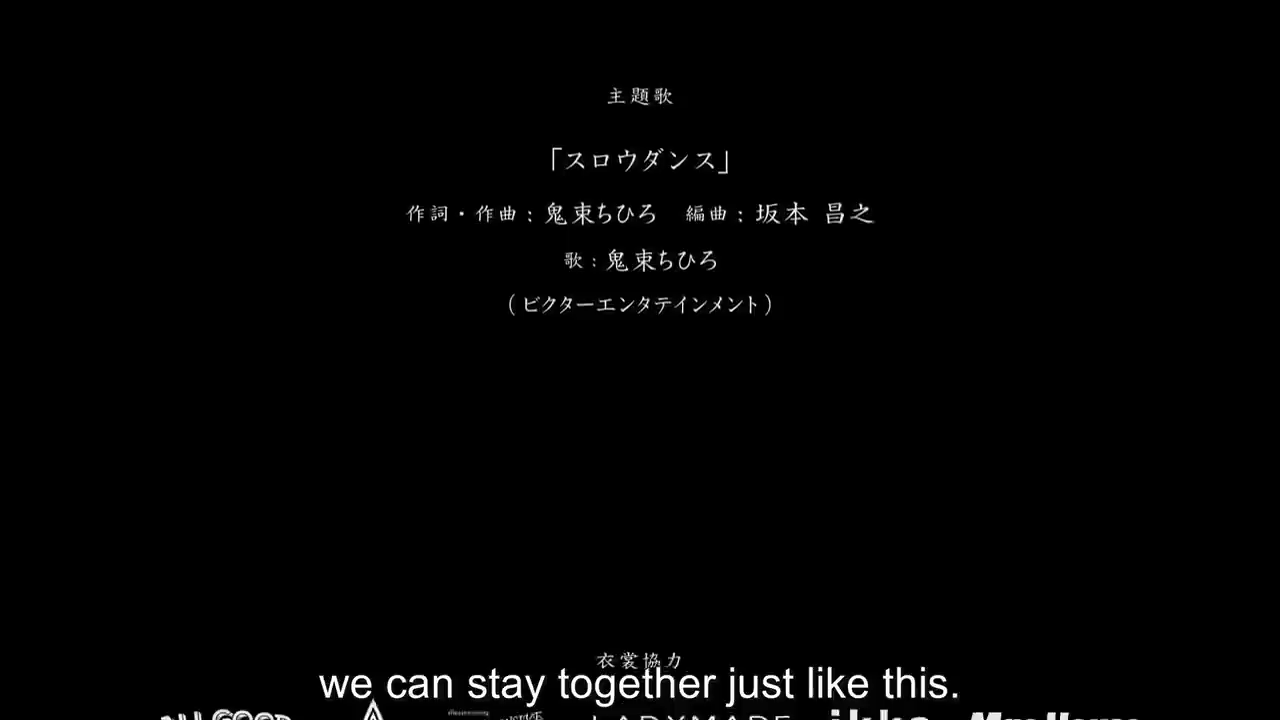 主題歌
「スロウダンス」
作詞・作曲：鬼束ちひろ　編曲：坂本 昌之
歌：鬼束ちひろ
（ビクターエンタテインメント）
衣裳協力
we can stay together just like this.
LADYMADE ikka